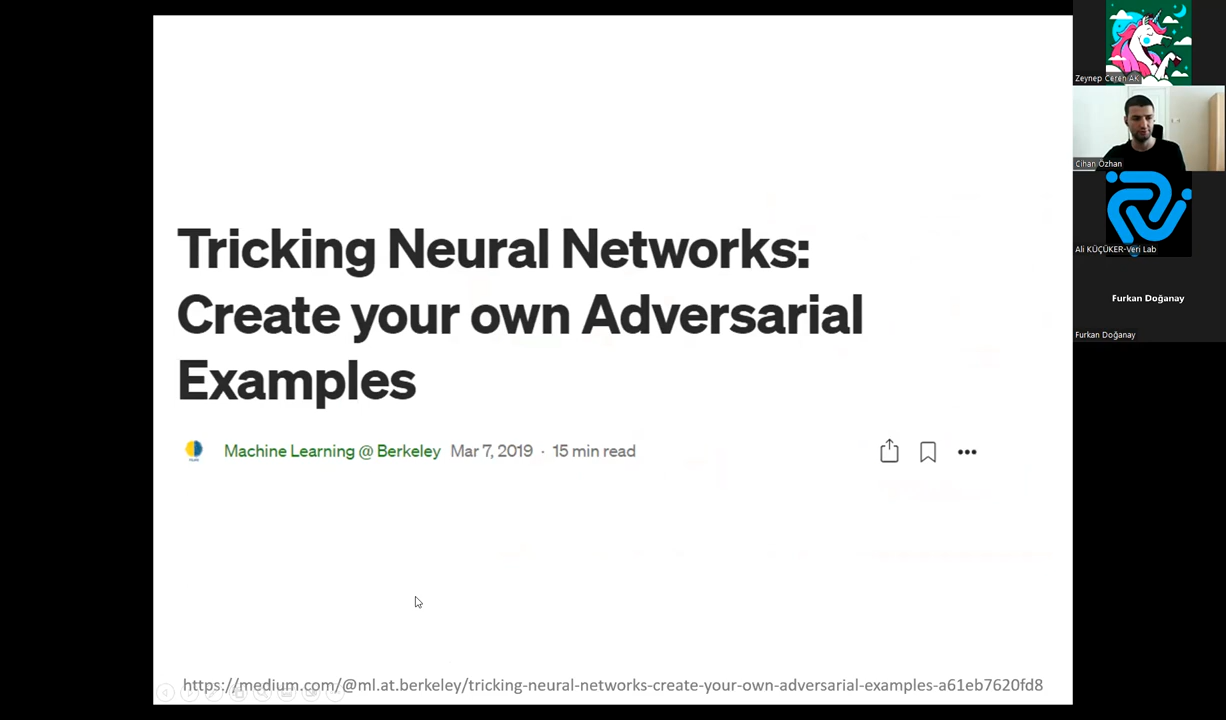 Tricking Neural Networks:
Create your own Adversarial
Examples
Machine Learning @ Berkeley Mar 7, 2019 · 15 min read
https://medium.com/@ml.at.berkeley/tricking-neural-networks-create-your-own-adversarial-examples-a61eb7620fd8
Zeynep Ceren AK
Cihan Özhan
Ali KÜÇÜKER-Veri Lab
Furkan Doğanay
Furkan Doğanay